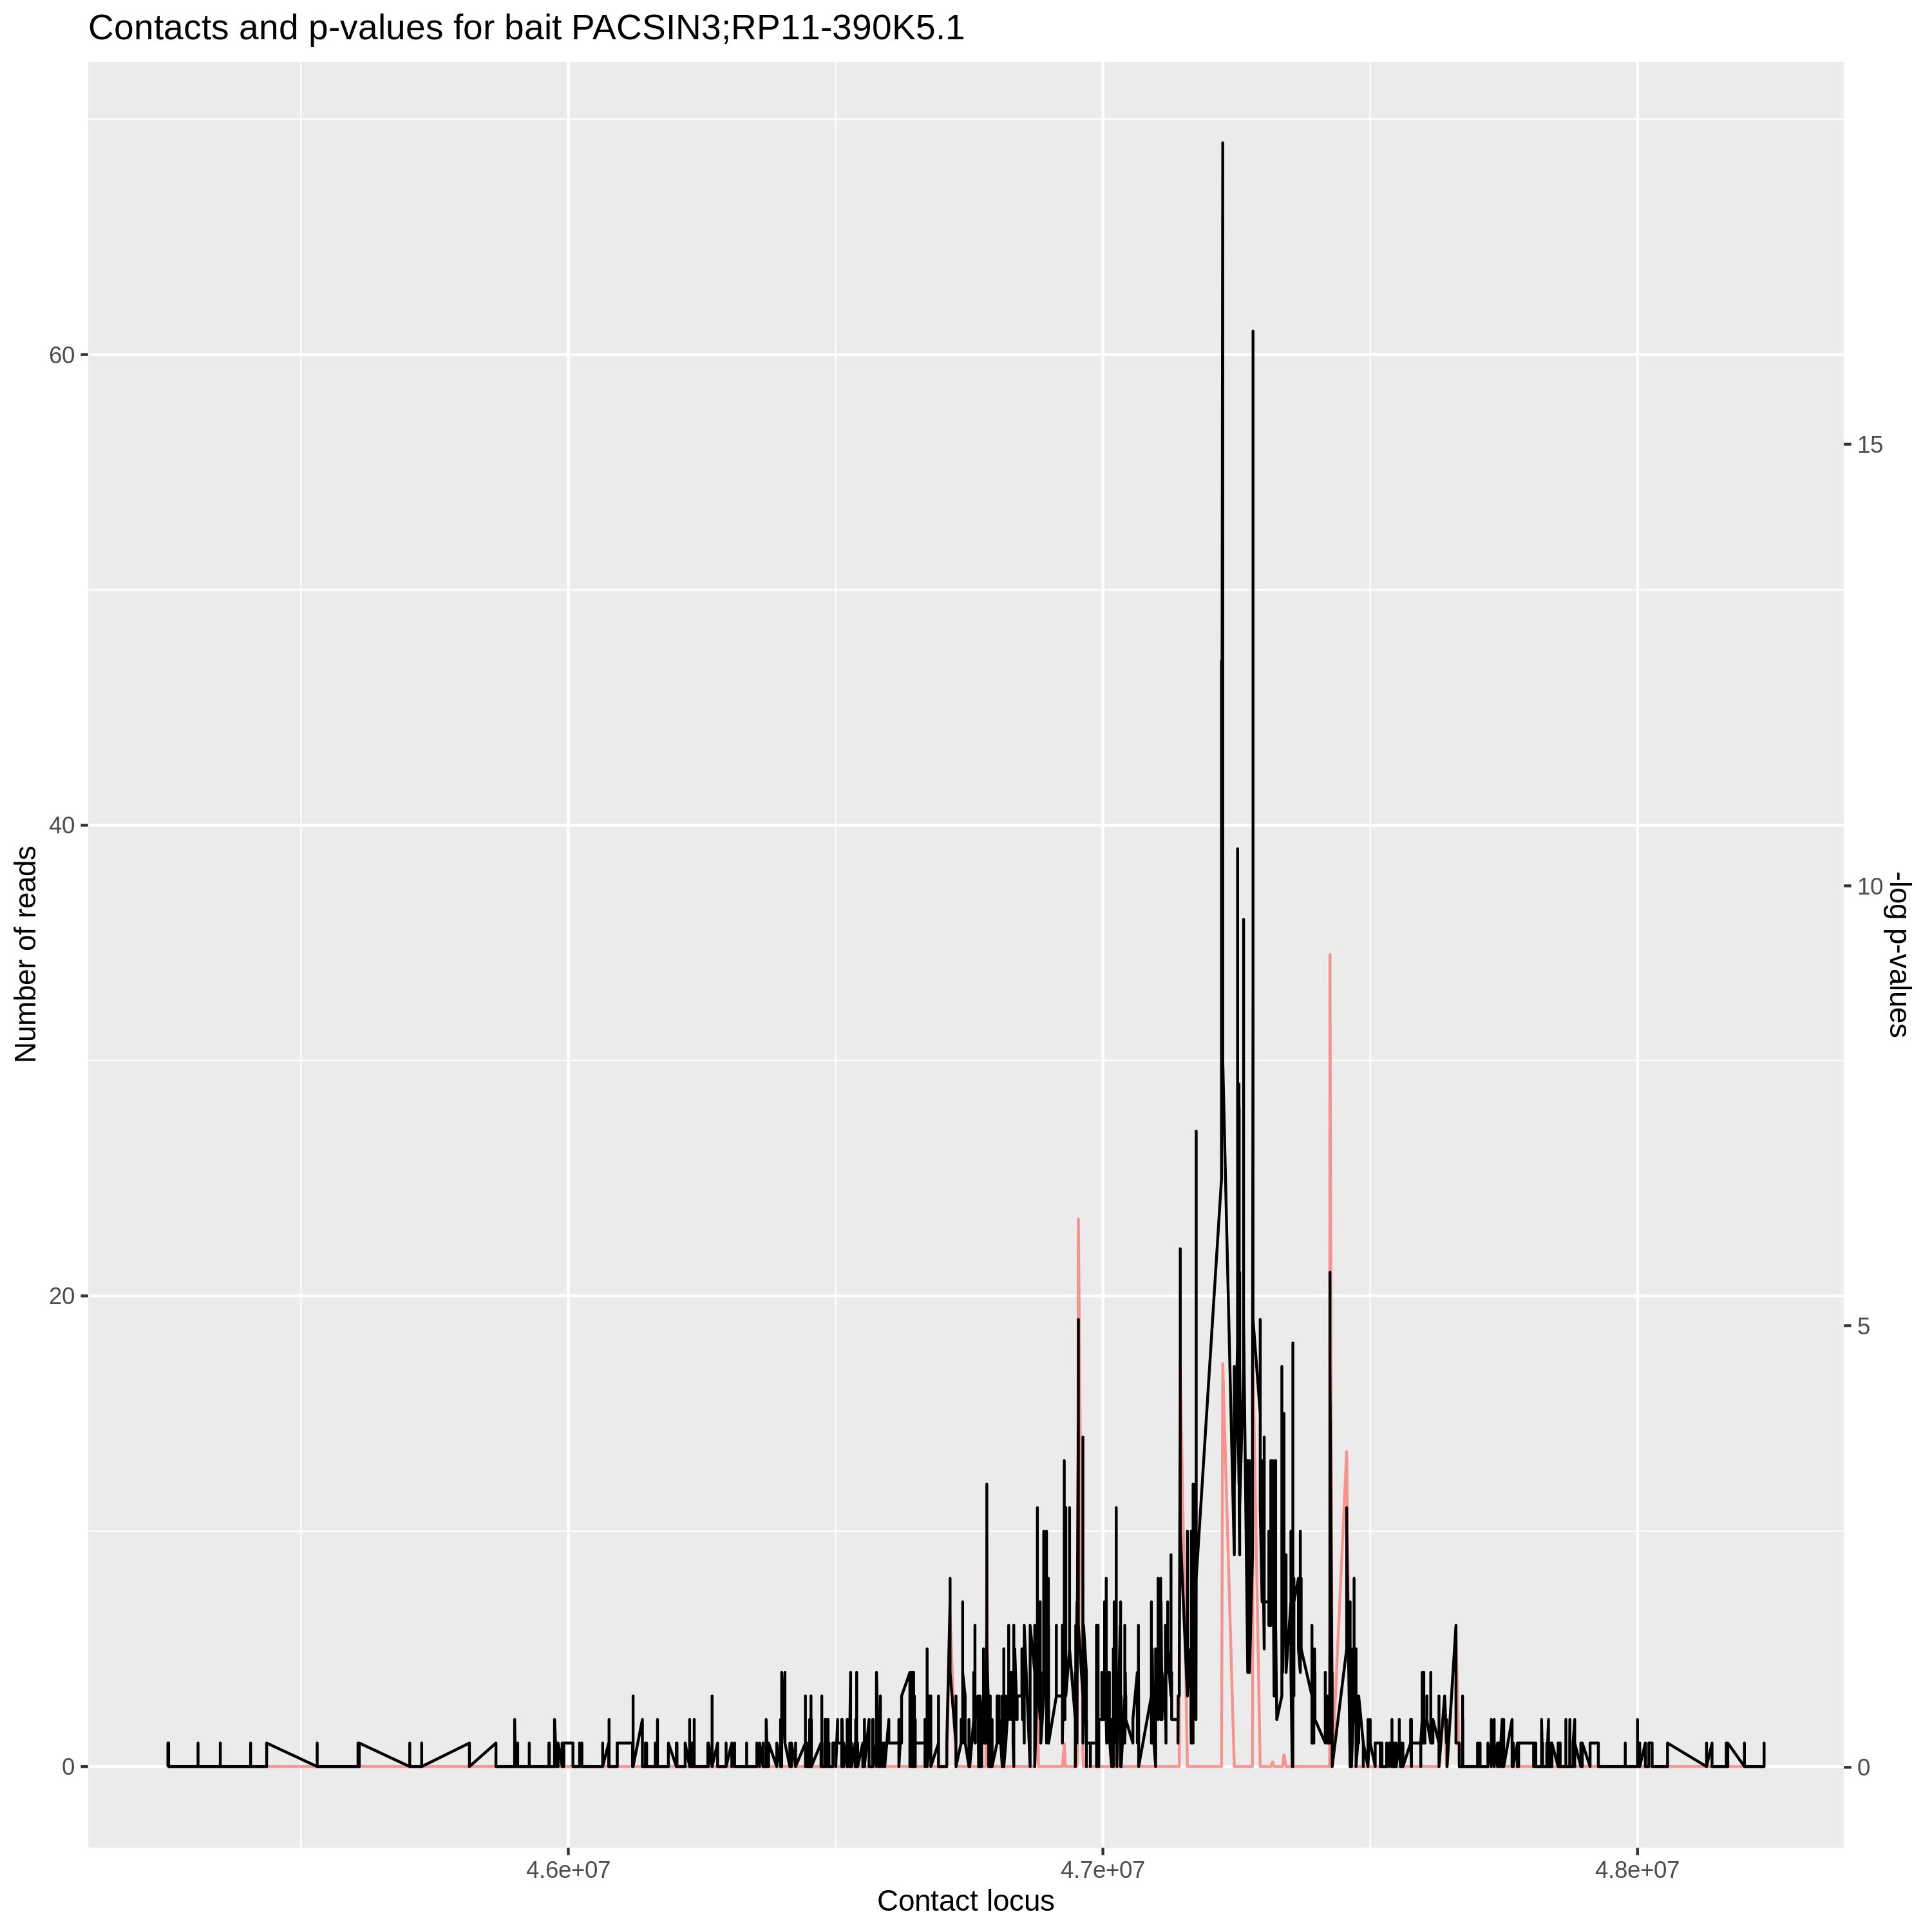 Contacts and p-values for bait PACSIN3;RP11-390K5.1
Number of reads
60
40
20
0
15
10
5
0
-log p-values
4.6e+07
4.7e+07
4.8e+07
Contact locus